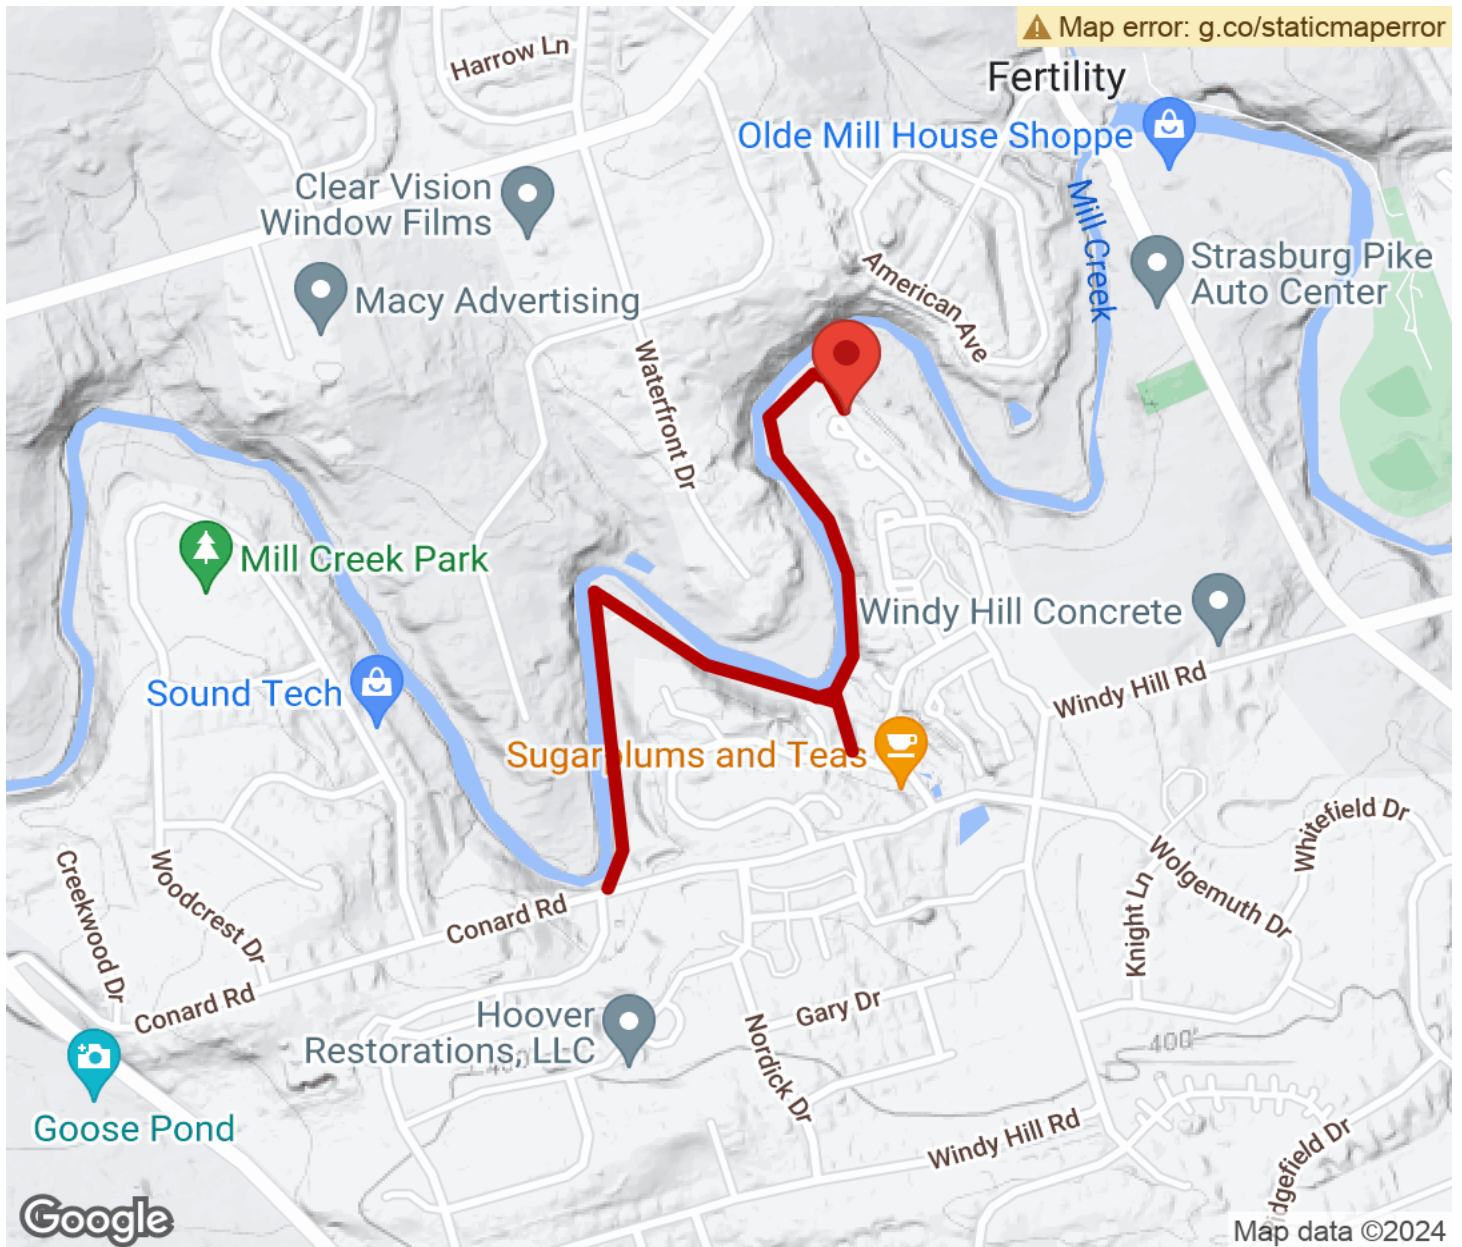 Map error: g.co/staticmaperror
Harrow Ln
Fertility
Olde Mill House Shoppe
Clear Vision
Window Films
Mill Creek
Strasburg Pike
Auto Center
American Ave
Macy Advertising
Waterfront Dr
Mill Creek Park
Windy Hill Concrete
Sound Tech
Windy Hill Rd
Sugarplums and Teas
Whitefield Dr
Wolgemuth Dr
Creekwood Dr
Woodcrest Dr
Conard Rd
Knight Ln
Conard Rd
Hoover
Restorations, LLC
Gary Dr
Nordick Dr
400'
400'
Goose Pond
Windy Hill Rd
Ridgefield Dr
Google
Map data ©2024